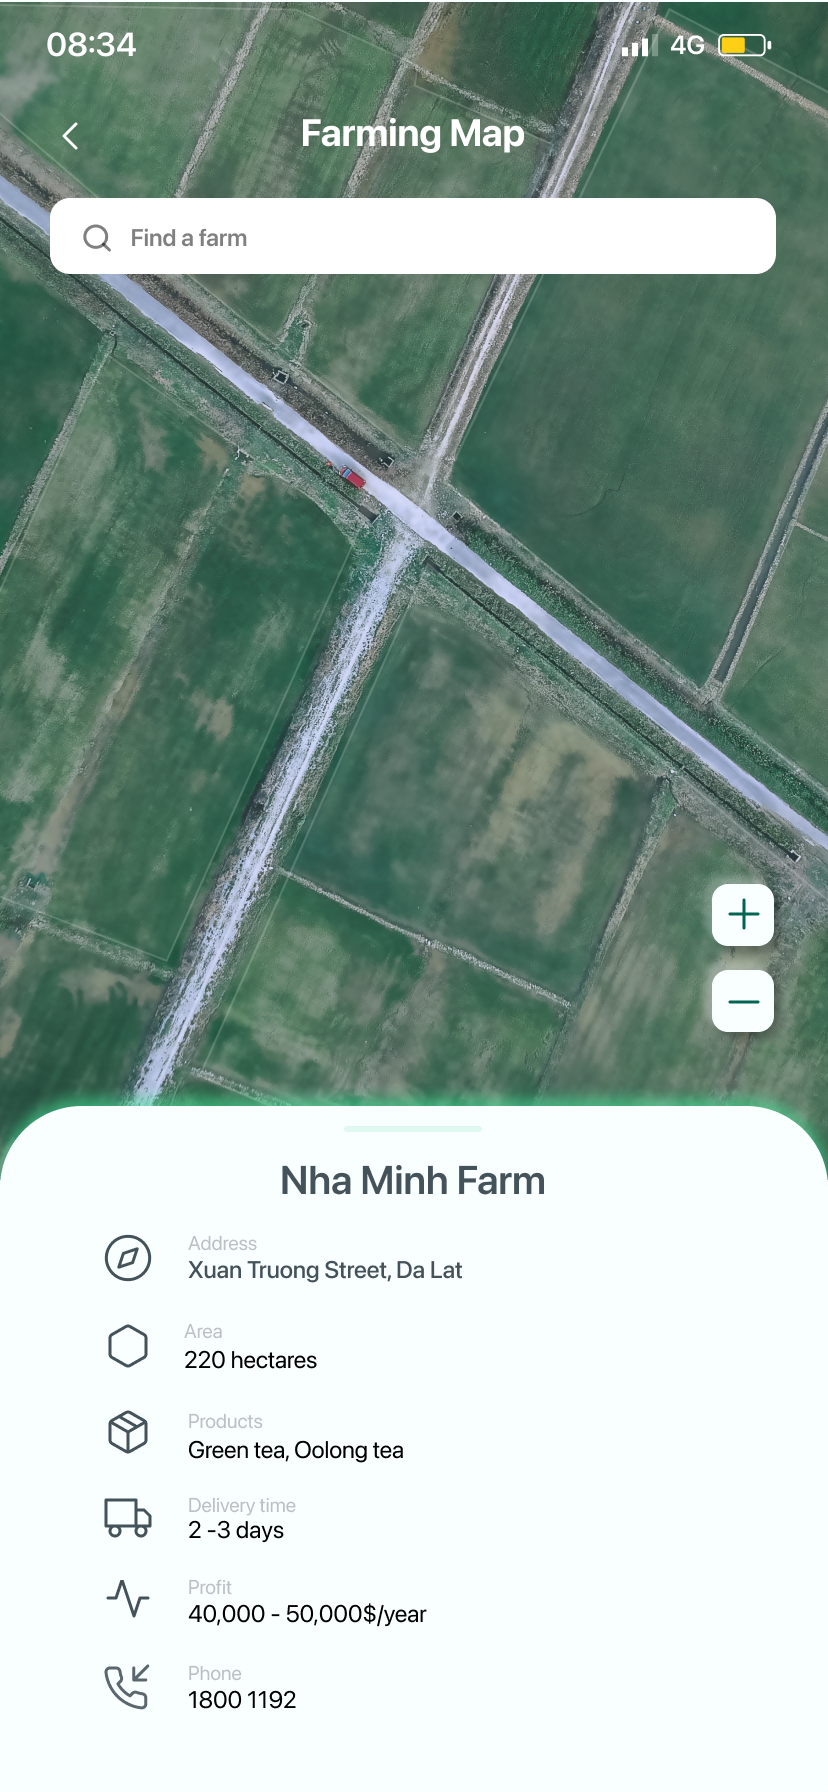 08:34
4G
Farming Map
Find a farm
Nha Minh Farm
Address
Xuan Truong Street, Da Lat
Area
220 hectares
Products
Green tea, Oolong tea
Delivery time
2 -3 days
Profit
40,000 - 50,000$/year
Phone
1800 1192